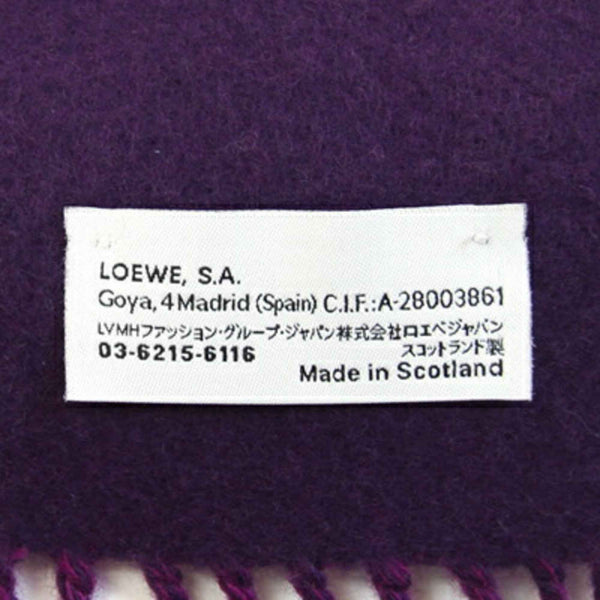 LOEWE, S.A.
Goya, 4 Madrid (Spain) C.I.F.:A-28003861
LVMHファッション・グループ・ジャパン株式会社ロエベジャパン
03-6215-6116 スコットランド製
Made in Scotland